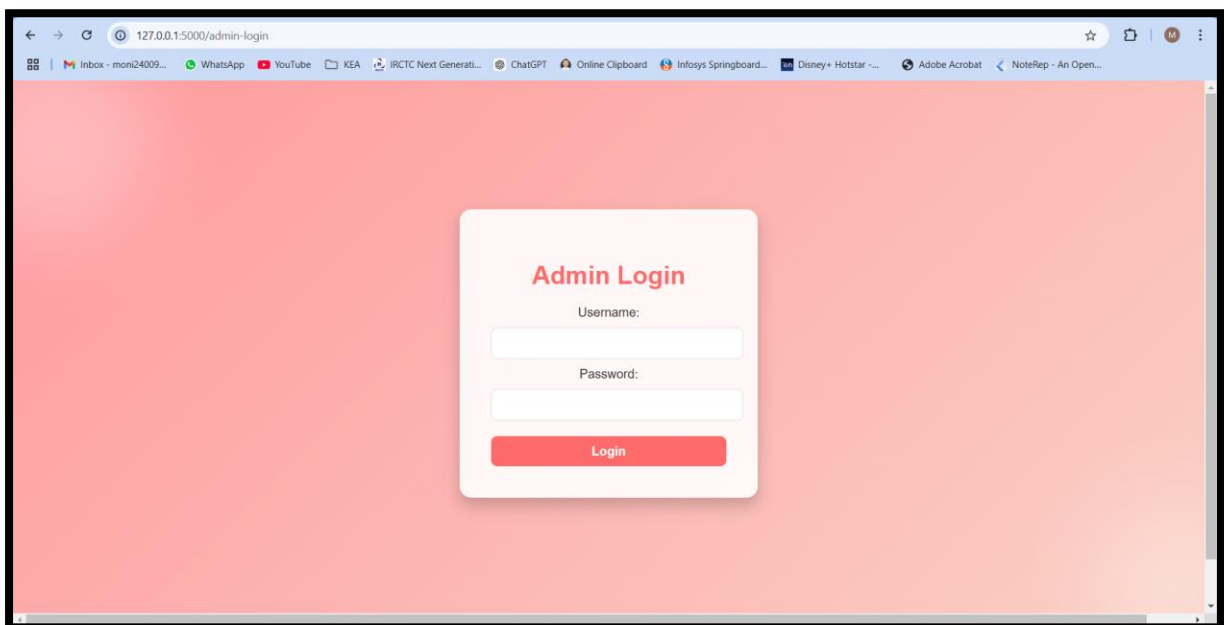 127.0.0.1:5000/admin-login
M
Inbox - moni24009... WhatsApp YouTube KEA IRCTC Next Generati... ChatGPT Online Clipboard Infosys Springboard... Disney+ Hotstar -... Adobe Acrobat NoteRep - An Open...
Admin Login
Username:
Password:
Login